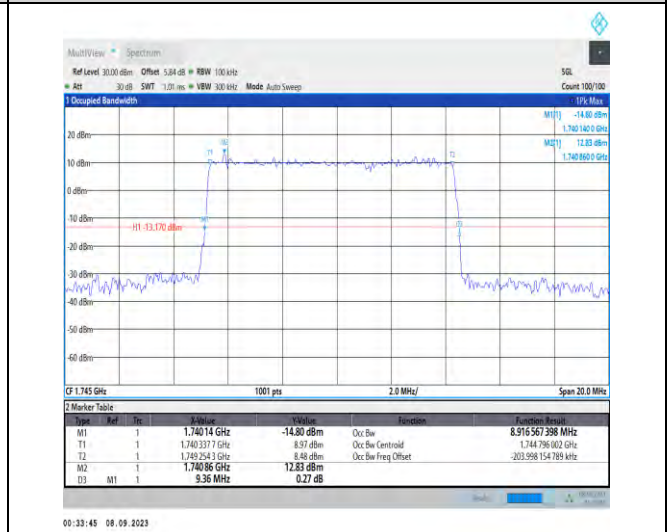 MultiView Spectrum
Ref Level 30.00 dBm Offset 5.84 dB RBW 100 kHz SGL
Att 30 dB SWT 1.01 ms VBW 300 kHz Mode Auto Sweep Count 100/100
1 Occupied Bandwidth 1Pk Max
M1[1] -14.80 dBm
1.740 140 0 GHz
M2[1] 12.83 dBm
1.740 860 0 GHz
20 dBm
T1
T2
10 dBm
0 dBm
-10 dBm
H1 -13.170 dBm
-20 dBm
-30 dBm
-40 dBm
-50 dBm
-60 dBm
CF 1.745 GHz 1001 pts 2.0 MHz/ Span 20.0 MHz
2 Marker Table
Type Ref Trc X-Value Y-Value Function Function Result
M1 1 1.740 14 GHz -14.80 dBm Occ Bw 8.916 567 398 MHz
T1 1 1.740 337 7 GHz 8.97 dBm Occ Bw Centroid 1.744 796 002 GHz
T2 1 1.749 254 3 GHz 8.48 dBm Occ Bw Freq Offset -203.998 154 789 kHz
M2 1 1.740 86 GHz 12.83 dBm
D3 M1 1 9.36 MHz 0.27 dB
00:33:45 08.09.2023